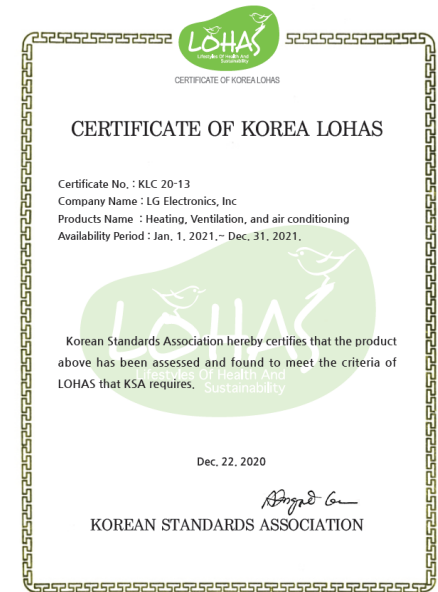 LOHAS
Lifestyles Of Health And
Sustainability
CERTIFICATE OF KOREA LOHAS
CERTIFICATE OF KOREA LOHAS
Certificate No. : KLC 20-13
Company Name : LG Electronics, Inc
Products Name : Heating, Ventilation, and air conditioning
Availability Period : Jan. 1. 2021.~ Dec. 31. 2021.
LOHAS
Lifestyles Of Health And
Sustainability
Korean Standards Association hereby certifies that the product
above has been assessed and found to meet the criteria of
LOHAS that KSA requires.
Dec. 22. 2020
KOREAN STANDARDS ASSOCIATION